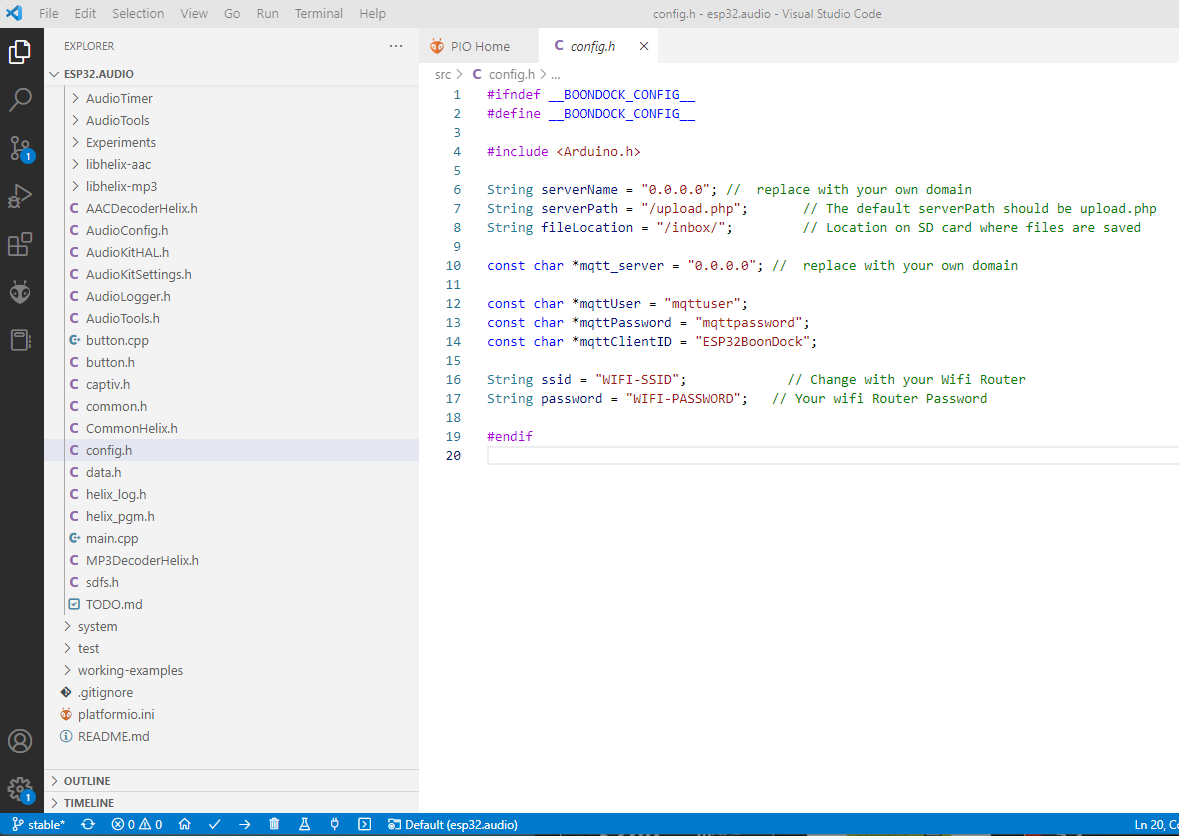 File Edit Selection View Go Run Terminal Help config.h - esp32.audio - Visual Studio Code
EXPLORER ···
ESP32.AUDIO
AudioTimer
AudioTools
Experiments
libhelix-aac
libhelix-mp3
C AACDecoderHelix.h
C AudioConfig.h
C AudioKitHAL.h
C AudioKitSettings.h
C AudioLogger.h
C AudioTools.h
button.cpp
C button.h
C captiv.h
C common.h
C CommonHelix.h
C config.h
C data.h
C helix_log.h
C helix_pgm.h
main.cpp
C MP3DecoderHelix.h
C sdfs.h
TODO.md
system
test
working-examples
.gitignore
platformio.ini
README.md
OUTLINE
TIMELINE
1
1
PIO Home C config.h
src > C config.h > ...
1 #ifndef __BOONDOCK_CONFIG__
2 #define __BOONDOCK_CONFIG__
3
4 #include <Arduino.h>
5
6 String serverName = "0.0.0.0"; //  replace with your own domain
7 String serverPath = "/upload.php"; // The default serverPath should be upload.php
8 String fileLocation = "/inbox/"; // Location on SD card where files are saved
9
10 const char *mqtt_server = "0.0.0.0"; //  replace with your own domain
11
12 const char *mqttUser = "mqttuser";
13 const char *mqttPassword = "mqttpassword";
14 const char *mqttClientID = "ESP32BoonDock";
15
16 String ssid = "WIFI-SSID"; // Change with your Wifi Router
17 String password = "WIFI-PASSWORD"; // Your wifi Router Password
18
19 #endif
20
stable* 0 0 Default (esp32.audio) Ln 20, Co